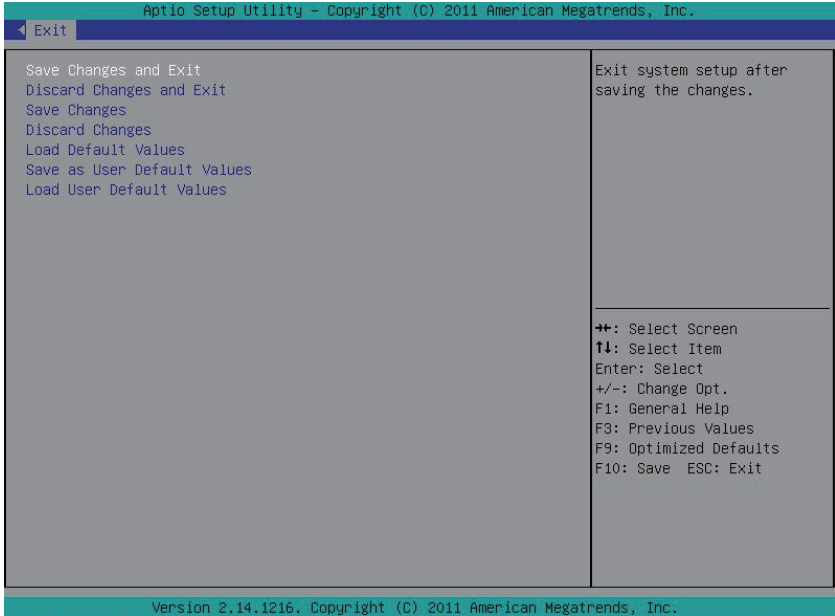 Aptio Setup Utility – Copyright (C) 2011 American Megatrends, Inc.
Exit
Save Changes and Exit
Discard Changes and Exit
Save Changes
Discard Changes
Load Default Values
Save as User Default Values
Load User Default Values
Exit system setup after
saving the changes.
→←: Select Screen
↑↓: Select Item
Enter: Select
+/-: Change Opt.
F1: General Help
F3: Previous Values
F9: Optimized Defaults
F10: Save  ESC: Exit
Version 2.14.1216. Copyright (C) 2011 American Megatrends, Inc.